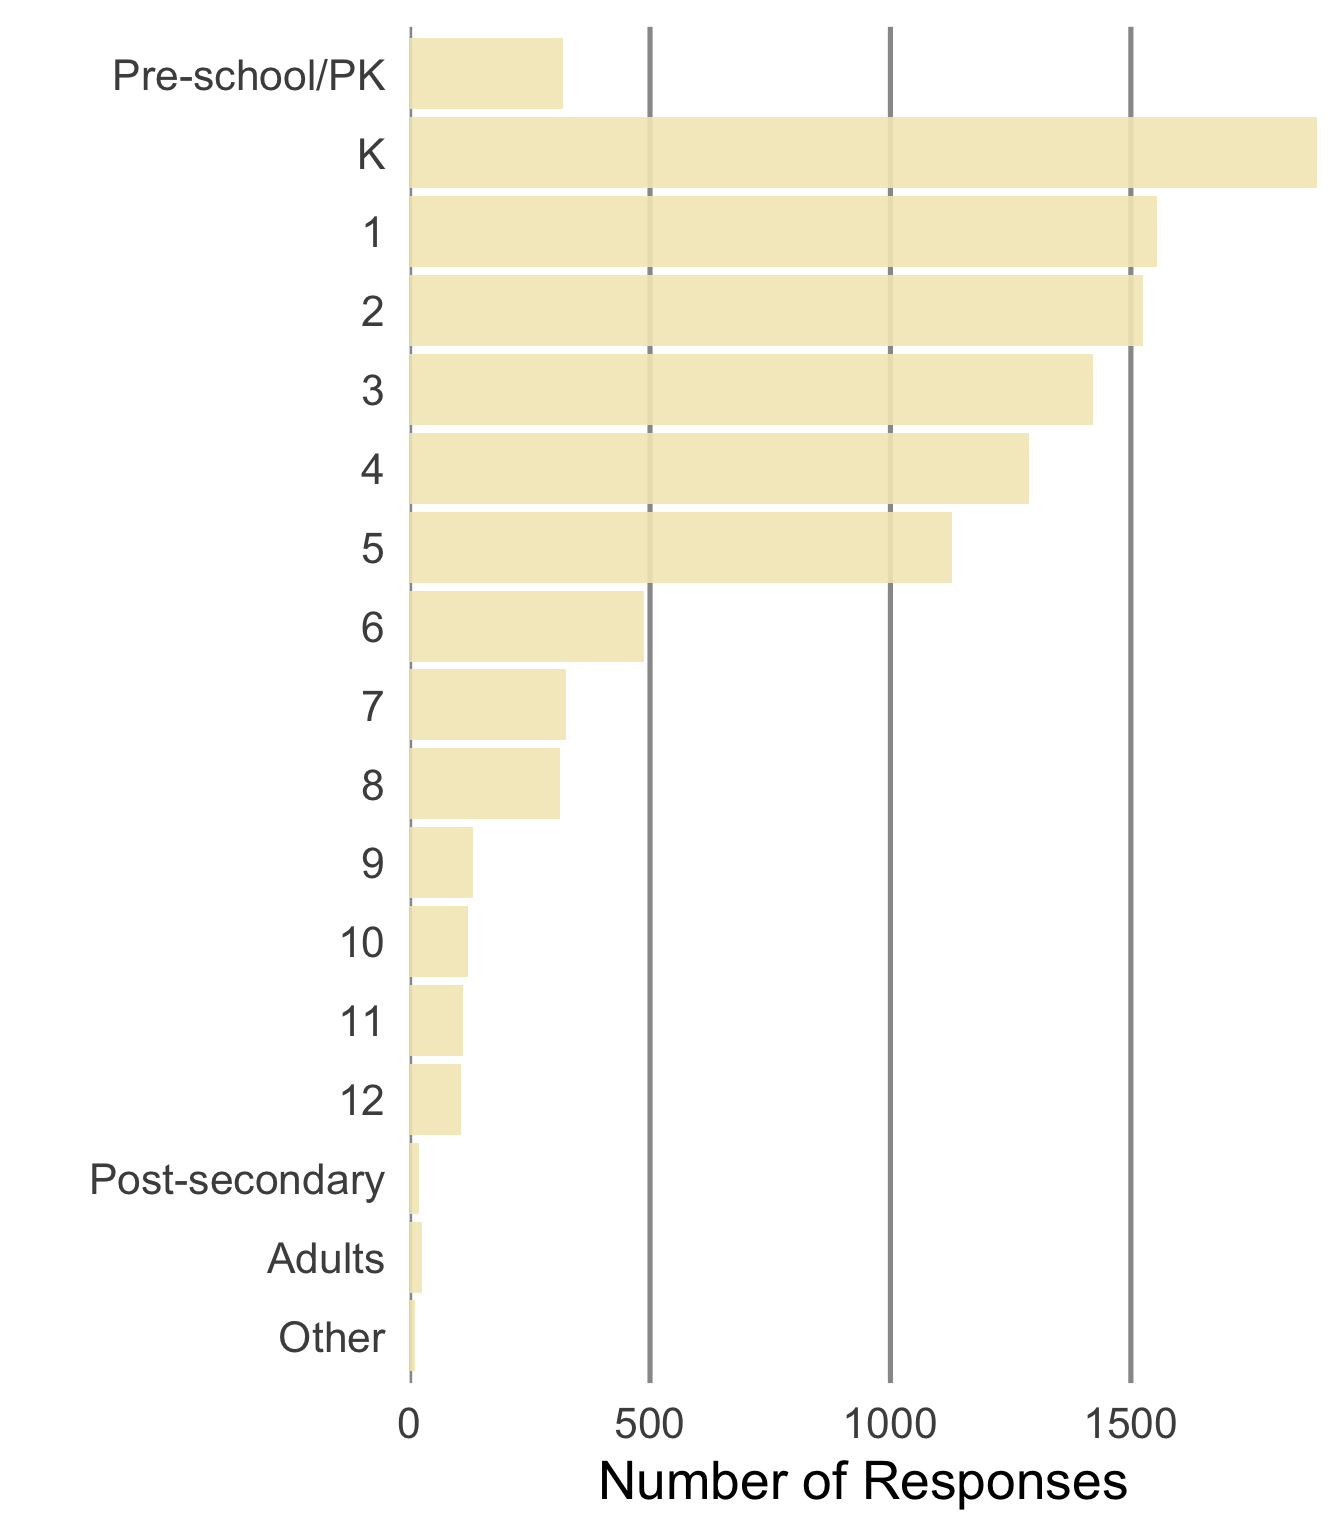 Pre-school/PK
K
1
2
3
4
5
6
7
8
9
10
11
12
Post-secondary
Adults
Other
0 500 1000 1500
Number of Responses